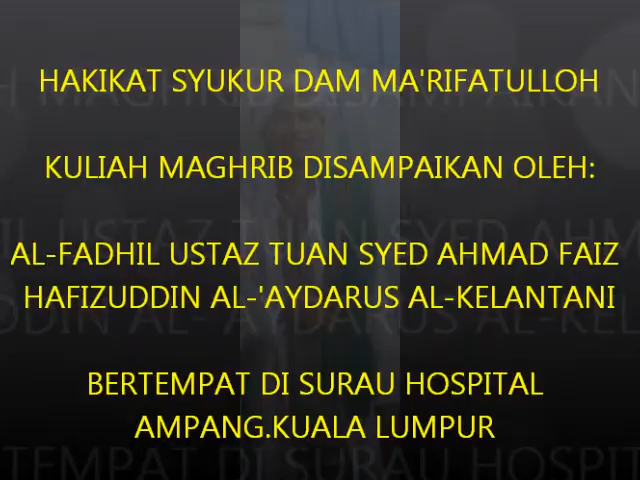 HAKIKAT SYUKUR DAM MA'RIFATULLOH
KULIAH MAGHRIB DISAMPAIKAN OLEH:
AL-FADHIL USTAZ TUAN SYED AHMAD FAIZ
HAFIZUDDIN AL-'AYDARUS AL-KELANTANI
BERTEMPAT DI SURAU HOSPITAL
AMPANG.KUALA LUMPUR